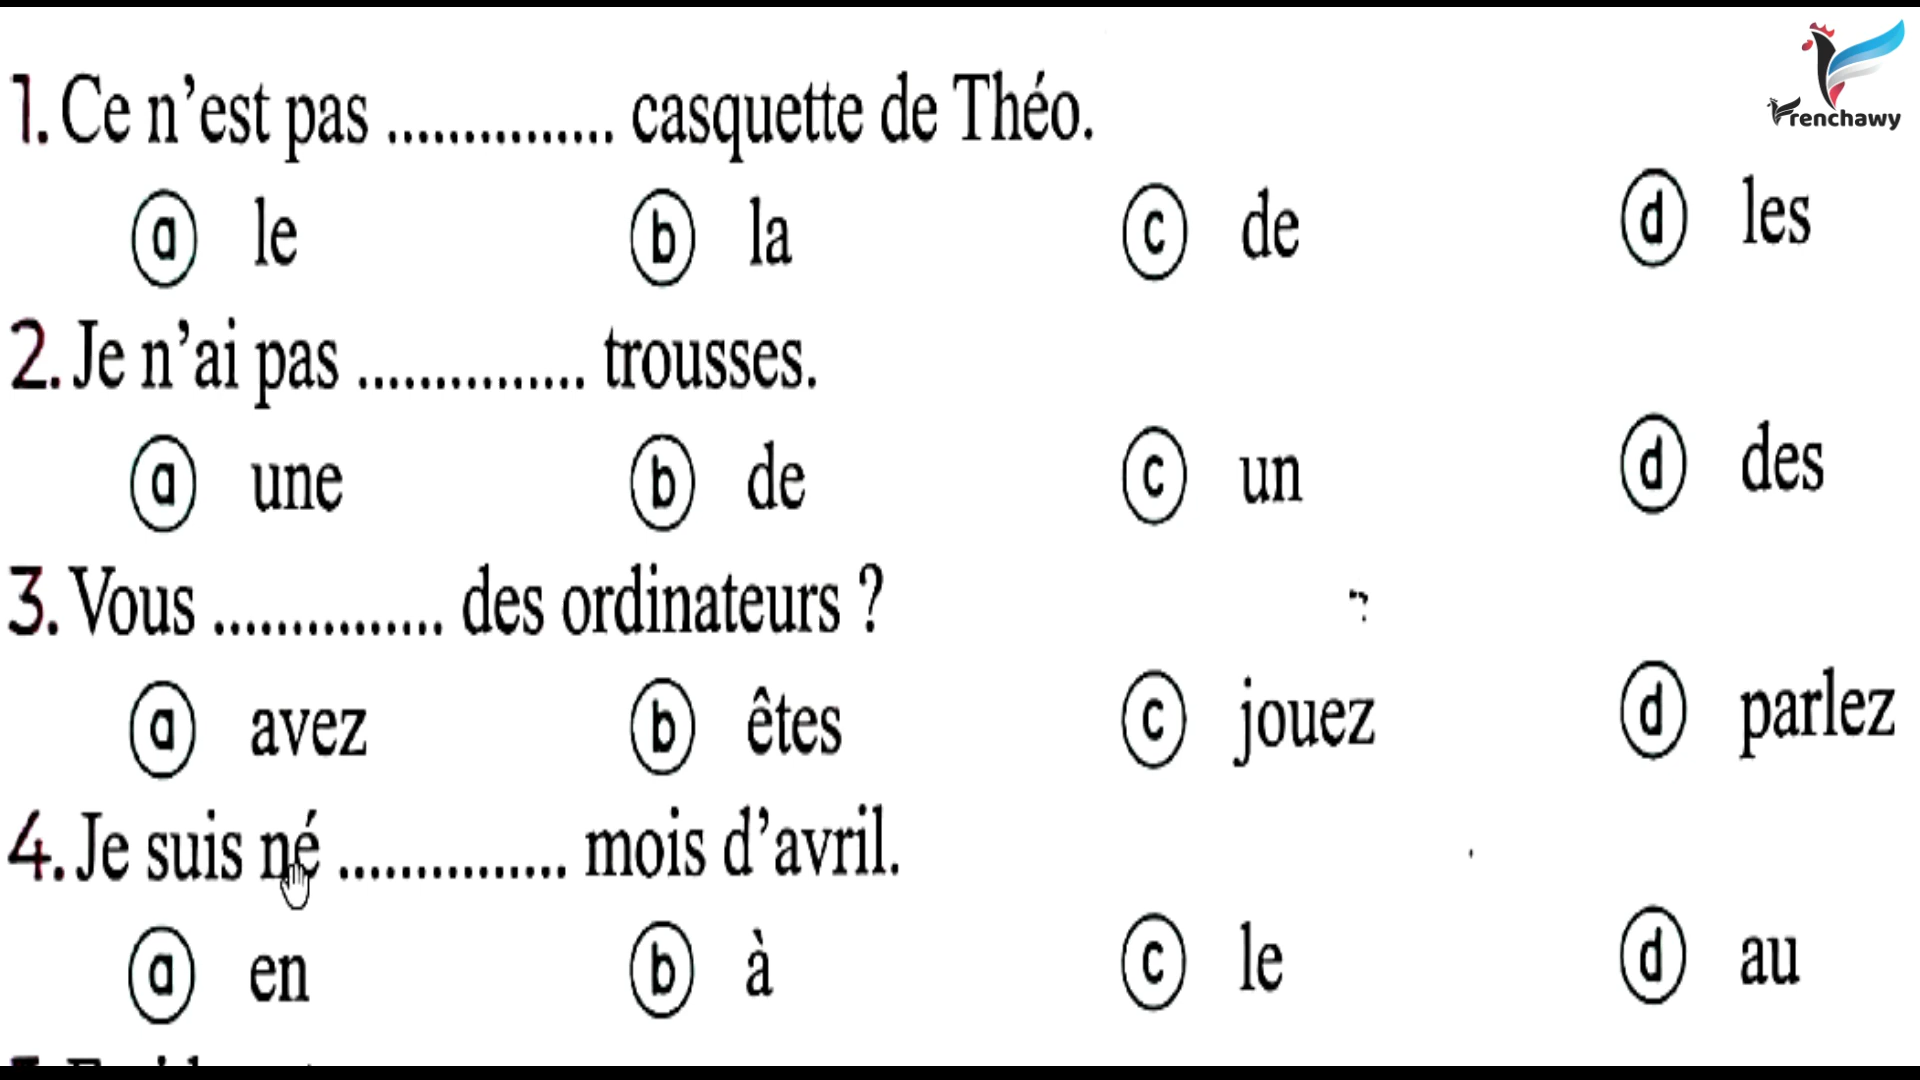 renchawy
1. Ce n'est pas ............... casquette de Théo.
a le b la c de d les
2. Je n'ai pas ............... trousses.
a une b de c un d des
3. Vous ............... des ordinateurs ?
a avez b êtes c jouez d parlez
4. Je suis né ............... mois d'avril.
a en b à c le d au